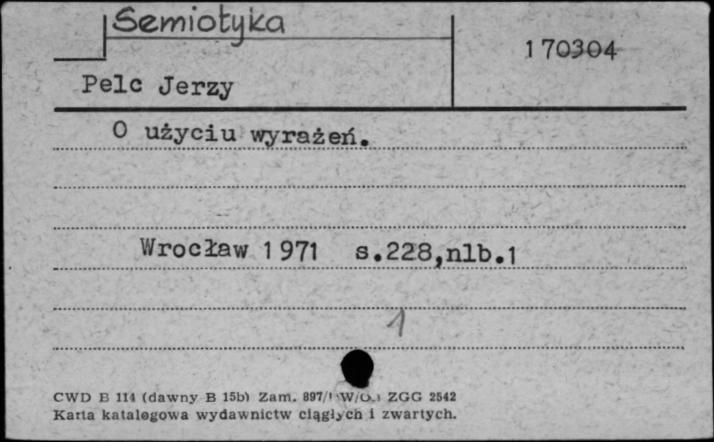 Semiotyka
170304
Pelc Jerzy
O użyciu wyrażeń.
Wrocław 1971 s.228,nlb.1
1
CWD B 114 (dawny B 15b) Zam. 897/ ZGG 2542
Karta katalogowa wydawnictw ciągłych i zwartych.